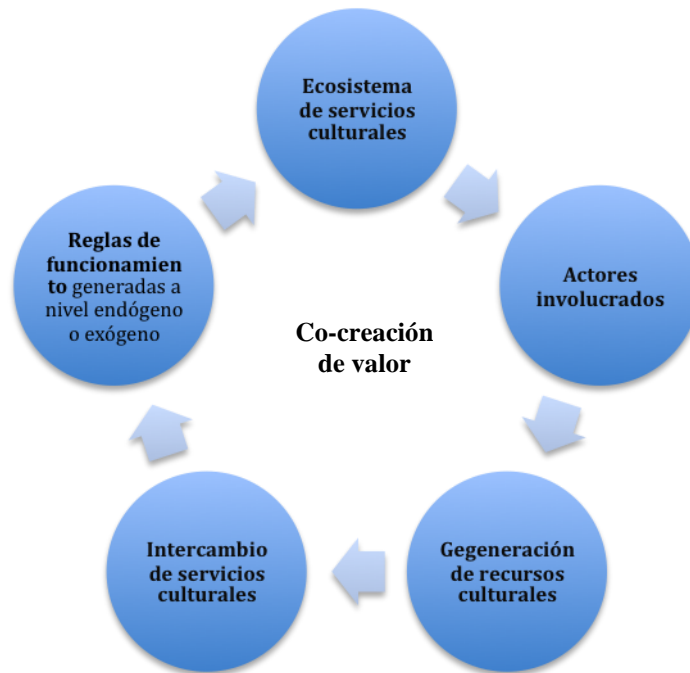 Ecosistema
de servicios
culturales
Actores
involucrados
Gegeneración
de recursos
culturales
Intercambio
de servicios
culturales
Reglas de
funcionamien
to generadas a
nivel endógeno
o exógeno
Co-creación
de valor